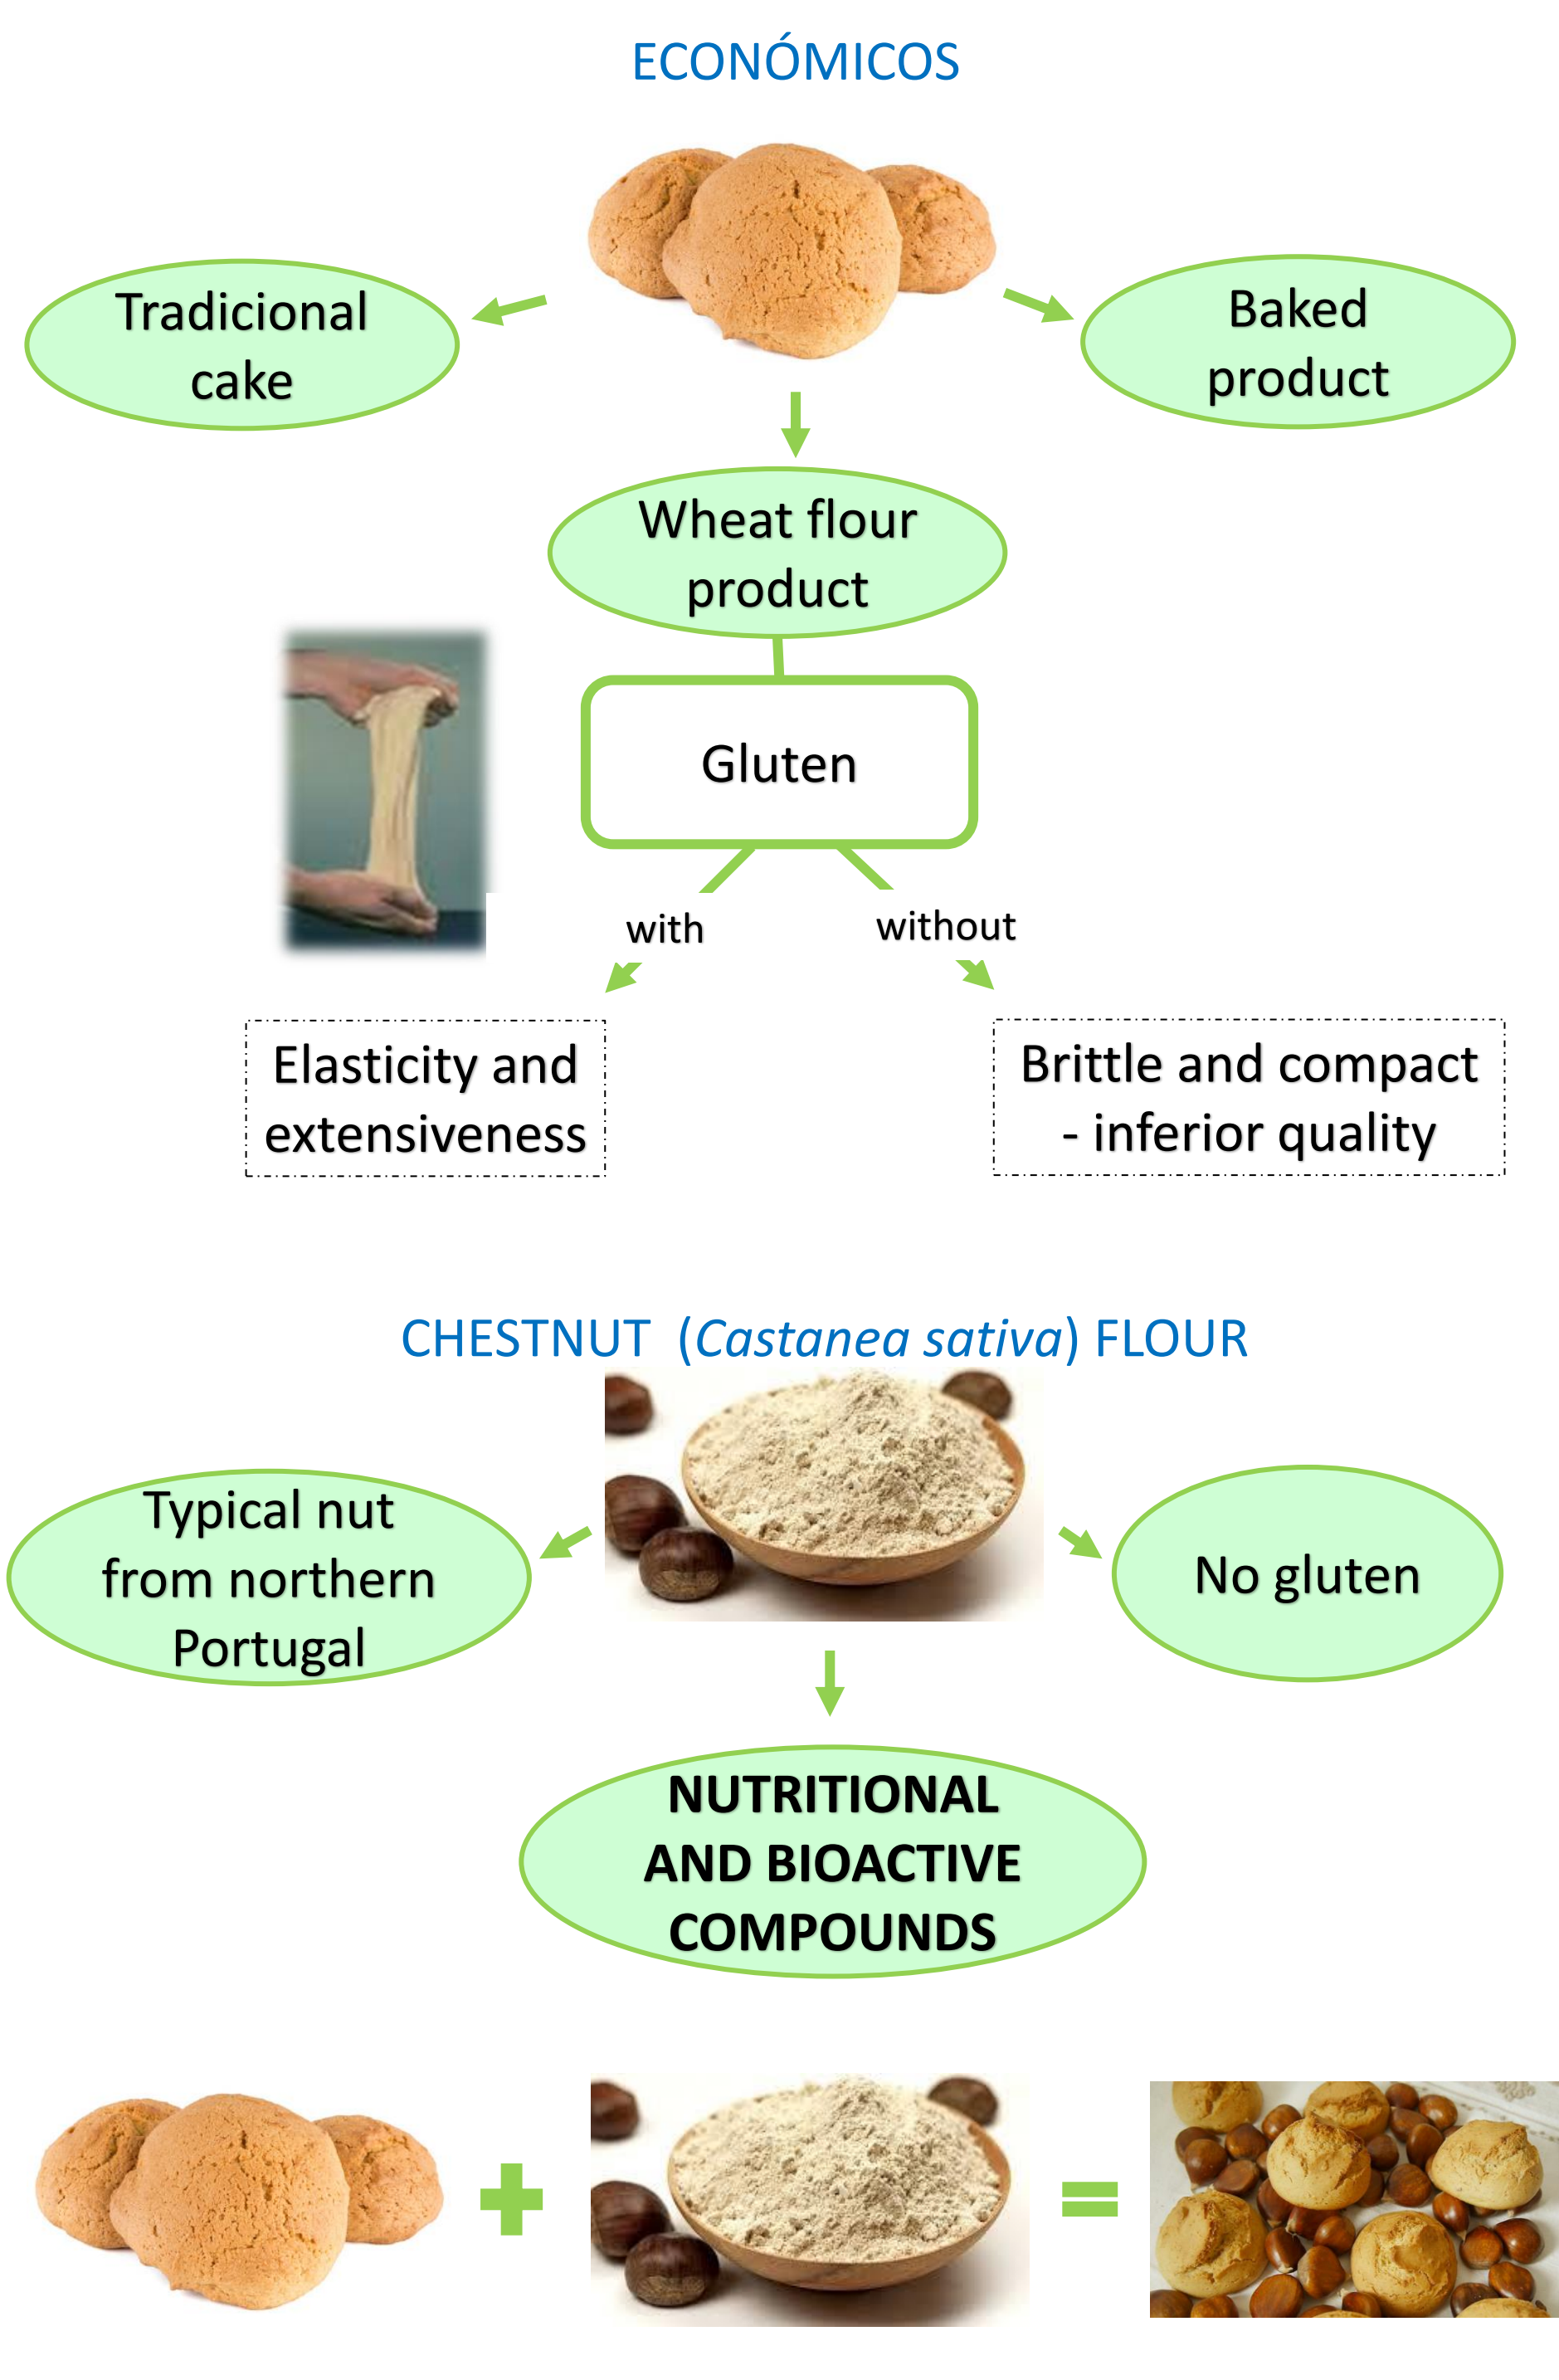 ECONÓMICOS
Tradicional
cake
Baked
product
Wheat flour
product
Gluten
with
without
Elasticity and
extensiveness
Brittle and compact
- inferior quality
CHESTNUT (Castanea sativa) FLOUR
Typical nut
from northern
Portugal
No gluten
NUTRITIONAL
AND BIOACTIVE
COMPOUNDS